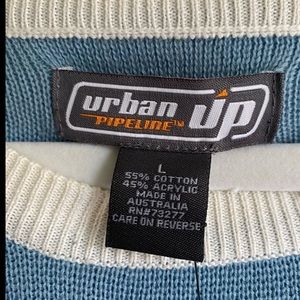 urban up
PIPELINE™
L
55% COTTON
45% ACRYLIC
MADE IN
AUSTRALIA
RN#73277
CARE ON REVERSE